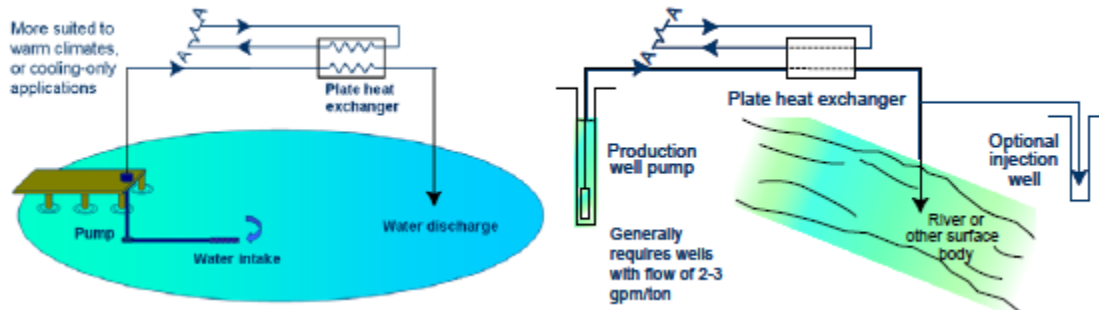 More suited to
warm climates,
or cooling-only
applications
A
A
Plate heat
exchanger
Pump
Water intake
Water discharge
A
A
Plate heat exchanger
Production
well pump
Generally
requires wells
with flow of 2-3
gpm/ton
Optional
injection
well
River or
other surface
body